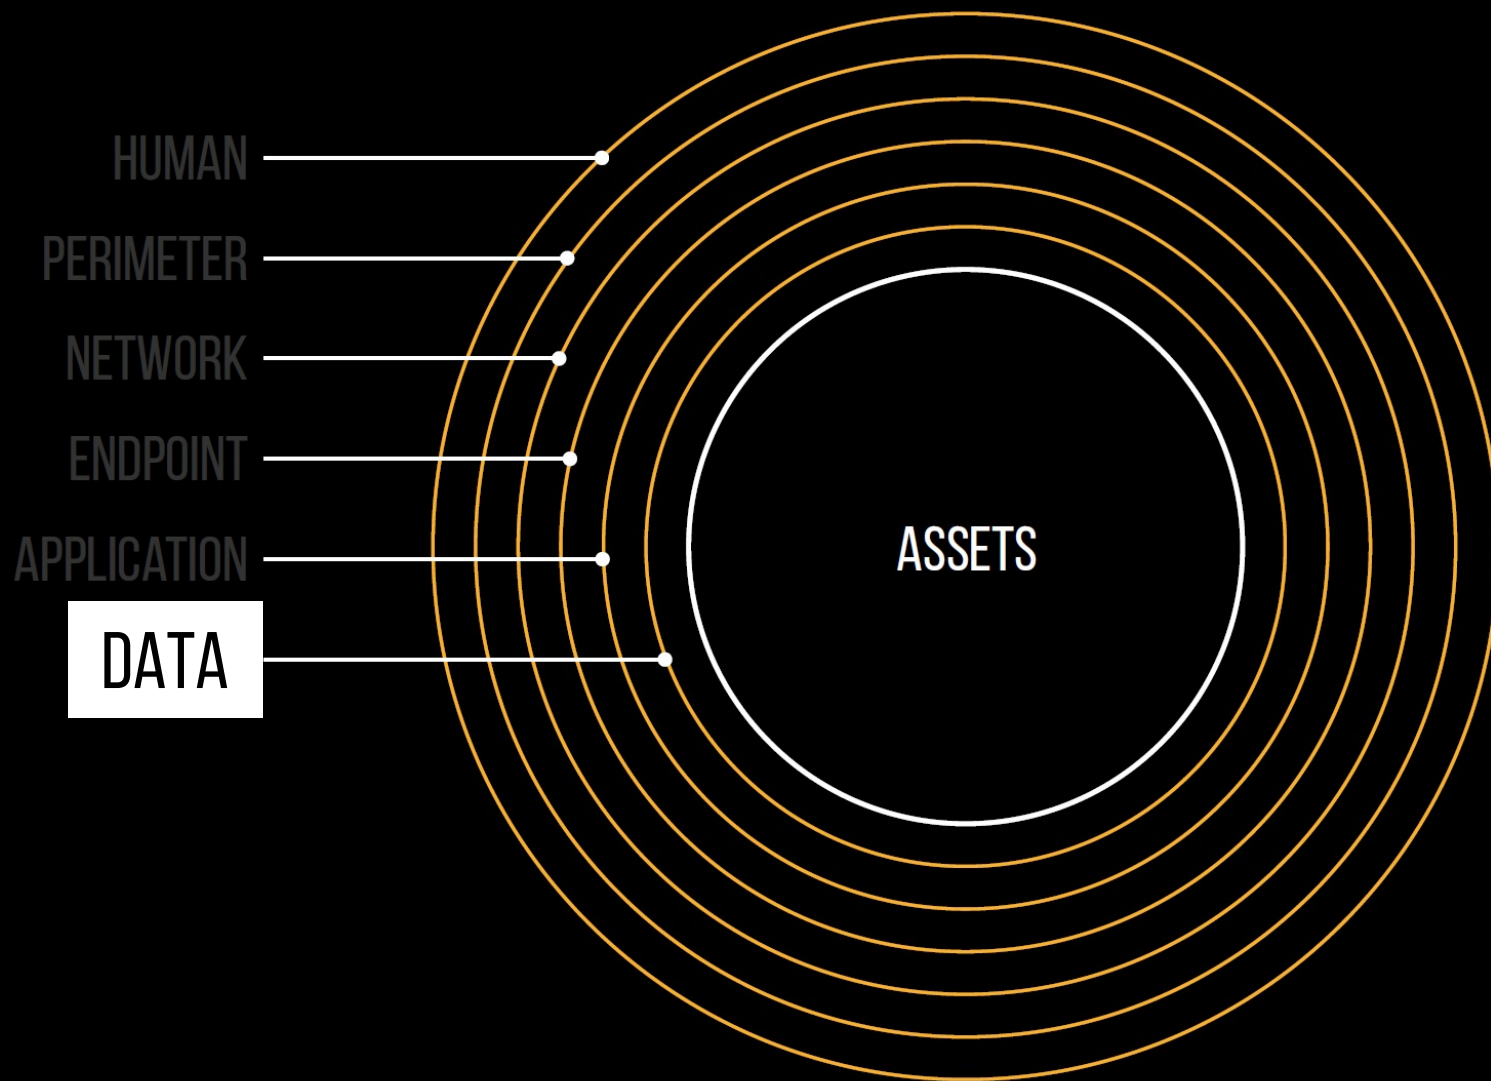 HUMAN
PERIMETER
NETWORK
ENDPOINT
APPLICATION
DATA
ASSETS